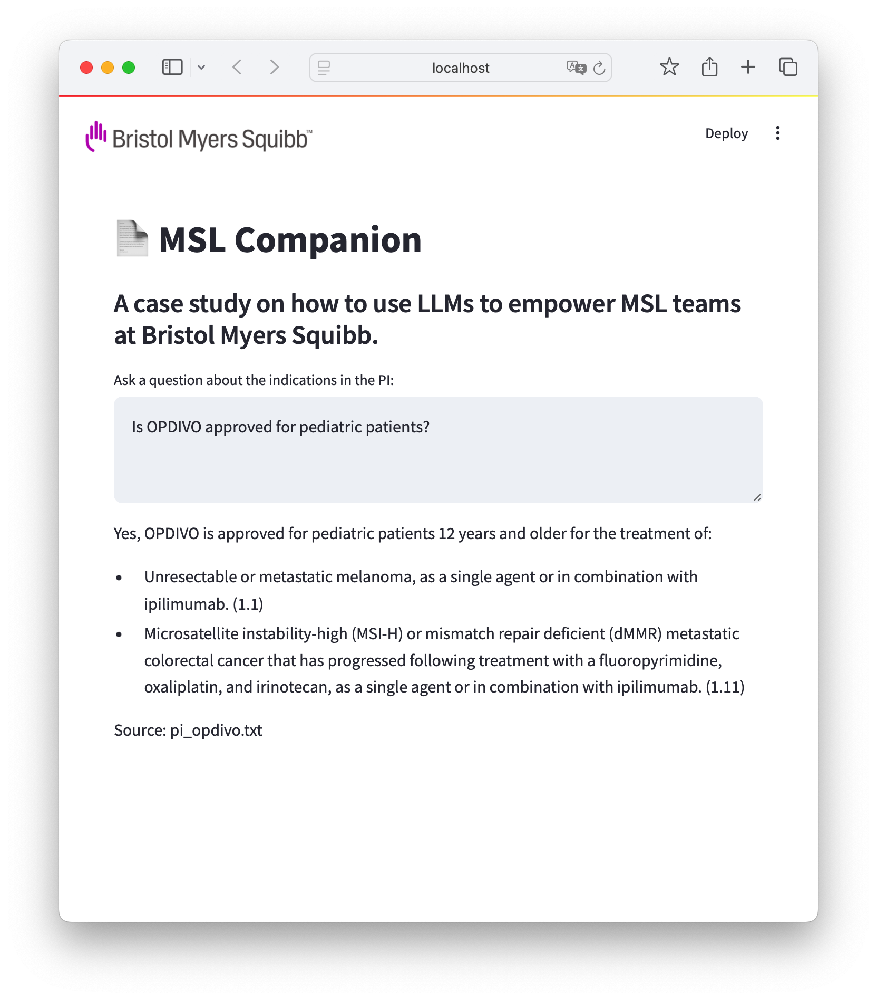 localhost
Bristol Myers Squibb™
Deploy
MSL Companion
A case study on how to use LLMs to empower MSL teams
at Bristol Myers Squibb.
Ask a question about the indications in the PI:
Is OPDIVO approved for pediatric patients?
Yes, OPDIVO is approved for pediatric patients 12 years and older for the treatment of:
• Unresectable or metastatic melanoma, as a single agent or in combination with
ipilimumab. (1.1)
• Microsatellite instability-high (MSI-H) or mismatch repair deficient (dMMR) metastatic
colorectal cancer that has progressed following treatment with a fluoropyrimidine,
oxaliplatin, and irinotecan, as a single agent or in combination with ipilimumab. (1.11)
Source: pi_opdivo.txt